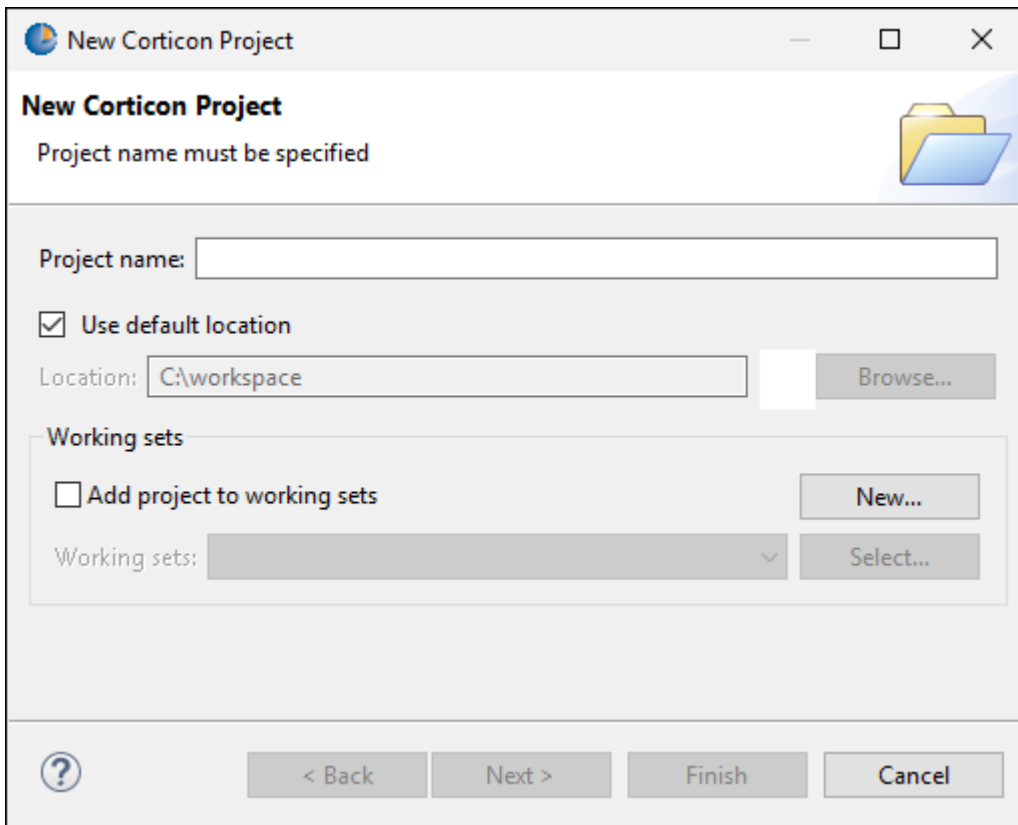 New Corticon Project
New Corticon Project
Project name must be specified
Project name:
Use default location
Location: C:\workspace Browse...
Working sets
Add project to working sets New...
Working sets: Select...
? < Back Next > Finish Cancel